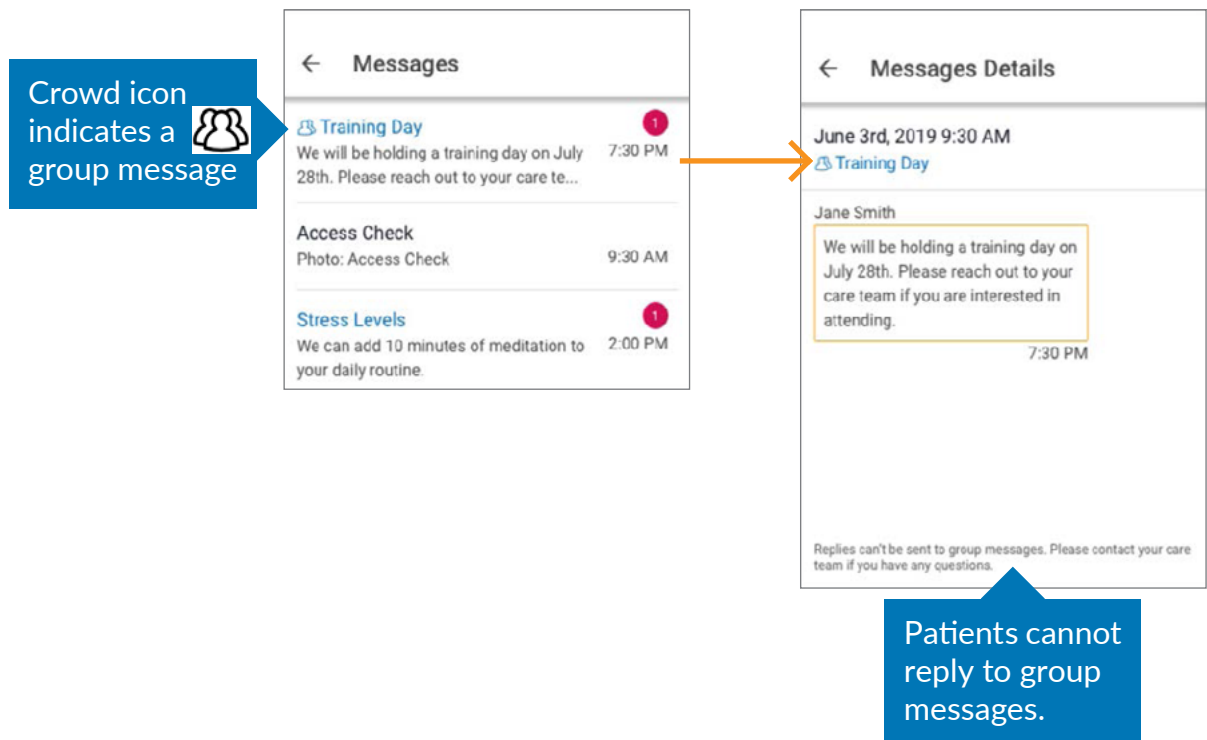 Crowd icon
indicates a
group message
Messages
Training Day
1
We will be holding a training day on July
7:30 PM
28th. Please reach out to your care te...
Access Check
Photo: Access Check
9:30 AM
Stress Levels
1
We can add 10 minutes of meditation to
2:00 PM
your daily routine.
Messages Details
June 3rd, 2019 9:30 AM
Training Day
Jane Smith
We will be holding a training day on
July 28th. Please reach out to your
care team if you are interested in
attending.
7:30 PM
Replies can't be sent to group messages. Please contact your care
team if you have any questions.
Patients cannot
reply to group
messages.